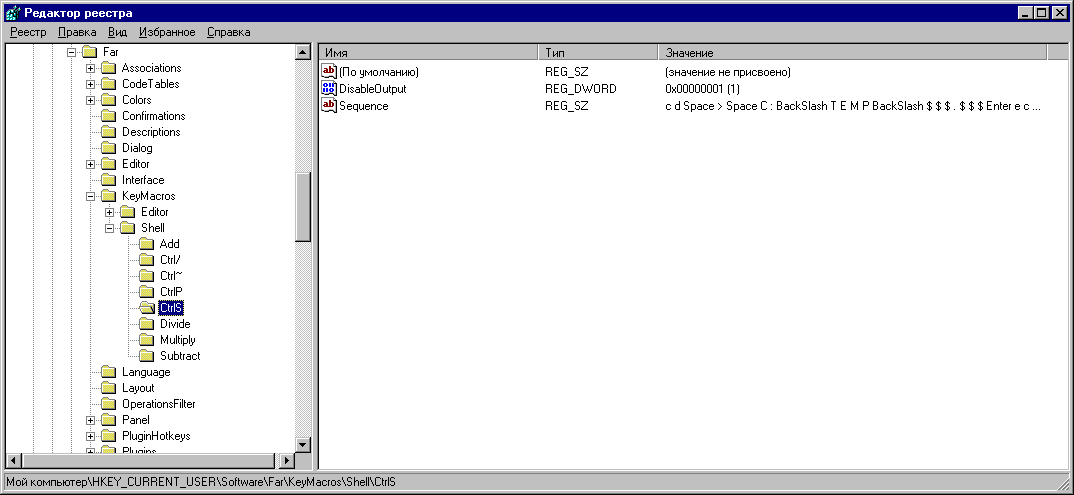 Редактор реестра
Реестр Правка Вид Избранное Справка
Far
Associations
CodeTables
Colors
Confirmations
Descriptions
Dialog
Editor
Interface
KeyMacros
Editor
Shell
Add
Ctrl/
Ctrl~
CtrlP
CtrlS
Divide
Multiply
Subtract
Language
Layout
OperationsFilter
Panel
PluginHotkeys
Plugins
Имя Тип Значение
(По умолчанию) REG_SZ (значение не присвоено)
DisableOutput REG_DWORD 0x00000001 (1)
Sequence REG_SZ c d Space > Space C : BackSlash T E M P BackSlash $ $ $ . $ $ $ Enter e c ...
Мой компьютер\HKEY_CURRENT_USER\Software\Far\KeyMacros\Shell\CtrlS